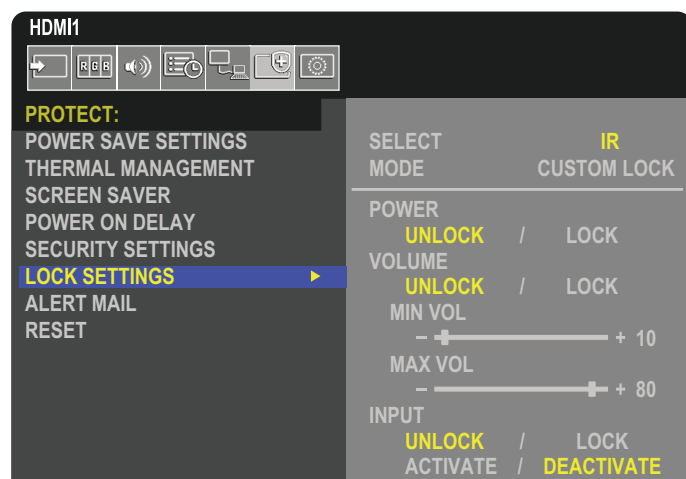 HDMI1
RGB
PROTECT:
POWER SAVE SETTINGS
THERMAL MANAGEMENT
SCREEN SAVER
POWER ON DELAY
SECURITY SETTINGS
LOCK SETTINGS
ALERT MAIL
RESET
SELECT IR
MODE CUSTOM LOCK
POWER
UNLOCK / LOCK
VOLUME
UNLOCK / LOCK
MIN VOL
− + 10
MAX VOL
− + 80
INPUT
UNLOCK / LOCK
ACTIVATE / DEACTIVATE